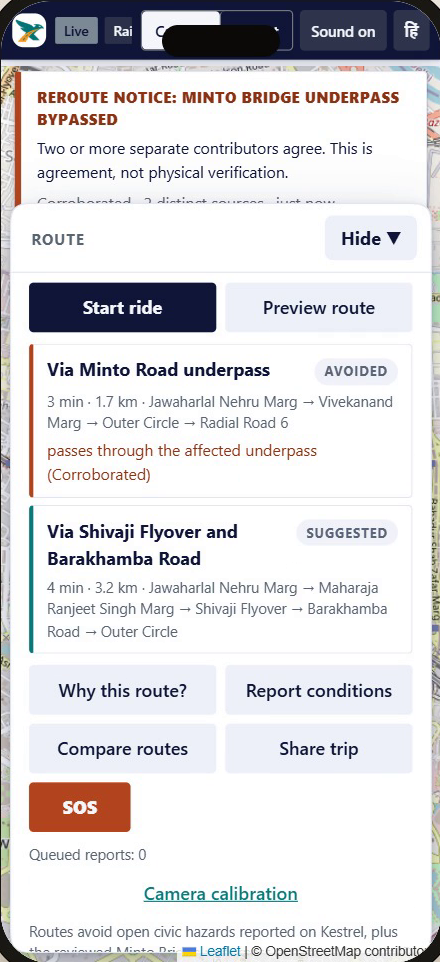 Live
Rai
Sound on
हिं
REROUTE NOTICE: MINTO BRIDGE UNDERPASS
BYPASSED
Two or more separate contributors agree. This is
agreement, not physical verification.
Corroborated · 2 distinct sources · just now
ROUTE
Hide ▼
Start ride
Preview route
Via Minto Road underpass
AVOIDED
3 min · 1.7 km · Jawaharlal Nehru Marg → Vivekanand
Marg → Outer Circle → Radial Road 6
passes through the affected underpass
(Corroborated)
Via Shivaji Flyover and
Barakhamba Road
SUGGESTED
4 min · 3.2 km · Jawaharlal Nehru Marg → Maharaja
Ranjeet Singh Marg → Shivaji Flyover → Barakhamba
Road → Outer Circle
Why this route?
Report conditions
Compare routes
Share trip
SOS
Queued reports: 0
Camera calibration
Routes avoid open civic hazards reported on Kestrel, plus
the reviewed Minto Bri
Leaflet | © OpenStreetMap contributo